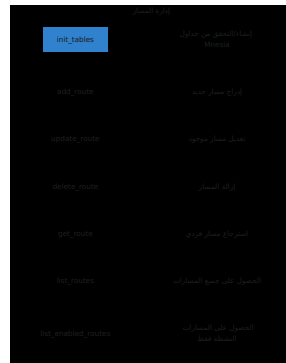 إدارة المسار
init_tables
إنشاء/التحقق من جداول
Mnesia
add_route
إدراج مسار جديد
update_route
تعديل مسار موجود
delete_route
إزالة المسار
get_route
استرجاع مسار فردي
list_routes
الحصول على جميع المسارات
list_enabled_routes
الحصول على المسارات
النشطة فقط